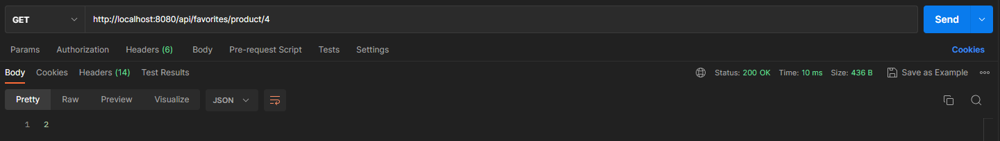 GET http://localhost:8080/api/favorites/product/4 Send
Params Authorization Headers (6) Body Pre-request Script Tests Settings Cookies
Body Cookies Headers (14) Test Results Status: 200 OK Time: 10 ms Size: 436 B Save as Example
Pretty Raw Preview Visualize JSON
1 2